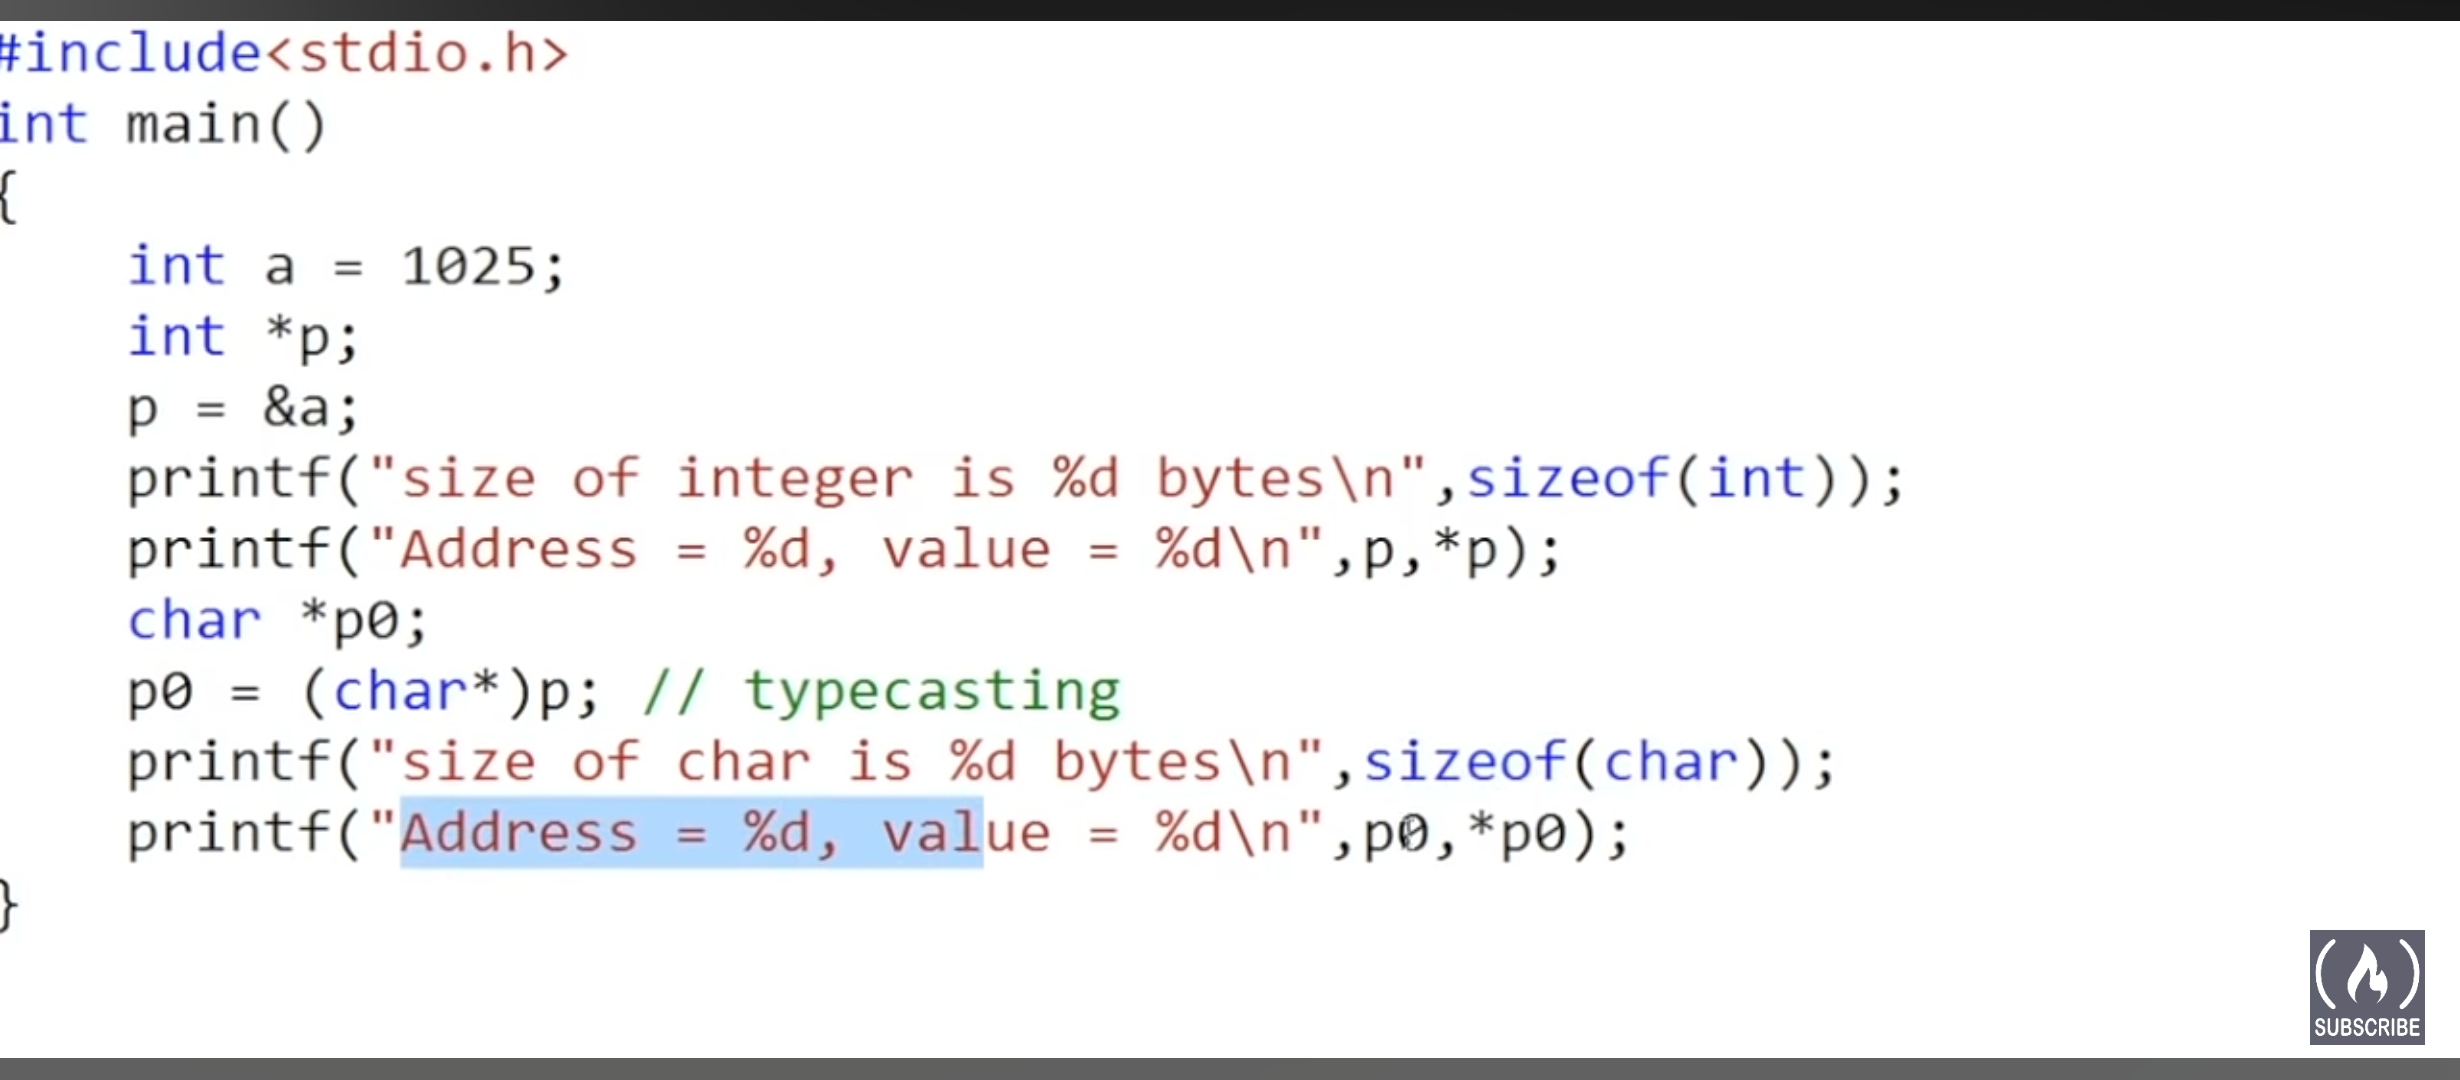 #include<stdio.h>
int main()
{
    int a = 1025;
    int *p;
    p = &a;
    printf("size of integer is %d bytes\n",sizeof(int));
    printf("Address = %d, value = %d\n",p,*p);
    char *p0;
    p0 = (char*)p; // typecasting
    printf("size of char is %d bytes\n",sizeof(char));
    printf("Address = %d, value = %d\n",p0,*p0);
}
SUBSCRIBE